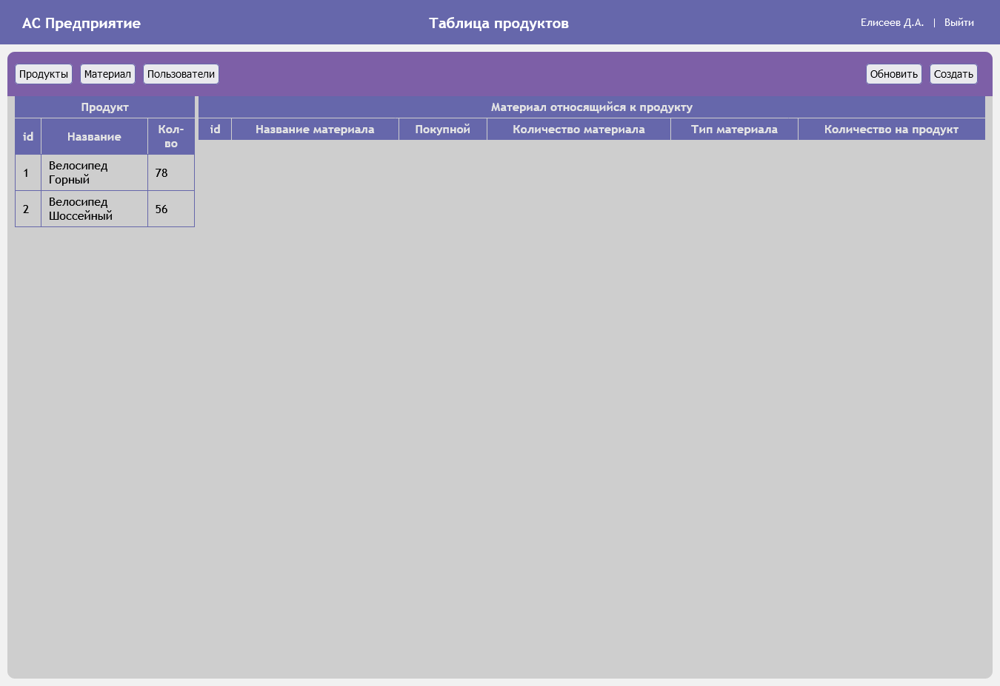 АС Предприятие
Таблица продуктов
Елисеев Д.А. | Выйти
Продукты Материал Пользователи
Обновить Создать
Продукт
id Название Кол-
во
1 Велосипед
Горный 78
2 Велосипед
Шоссейный 56
Материал относящийся к продукту
id Название материала Покупной Количество материала Тип материала Количество на продукт